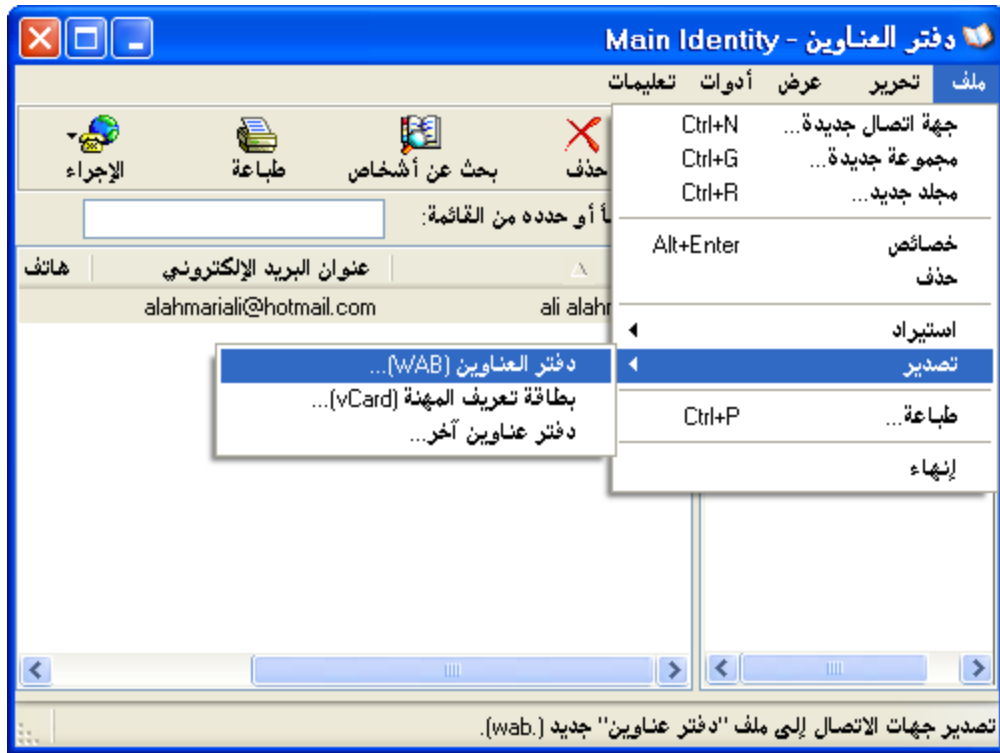 دفتر العناوين - Main Identity
ملف تحرير عرض أدوات تعليمات
جهة اتصال جديدة... Ctrl+N
مجموعة جديدة... Ctrl+G
مجلد جديد... Ctrl+R
خصائص Alt+Enter
حذف
استيراد
تصدير
طباعة... Ctrl+P
إنهاء
دفتر العناوين (WAB)...
بطاقة تعريف المهنة (vCard)...
دفتر عناوين آخر...
حذف بحث عن أشخاص طباعة الإجراء
أو حدده من القائمة:
عنوان البريد الإلكتروني هاتف
ali alahmariali@hotmail.com
تصدير جهات الاتصال إلى ملف "دفتر عناوين" جديد (.wab).